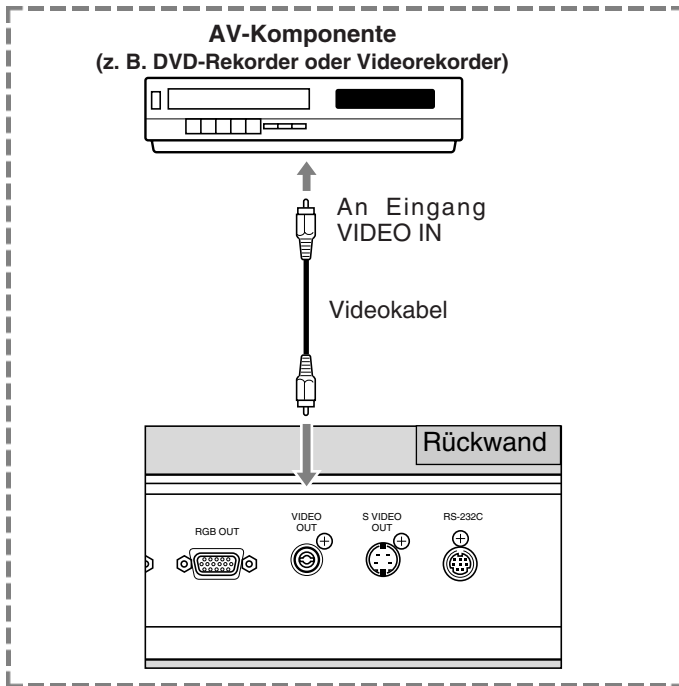 AV-Komponente
(z. B. DVD-Rekorder oder Videorekorder)
An Eingang
VIDEO IN
Videokabel
Rückwand
RGB OUT
VIDEO
OUT
S VIDEO
OUT
RS-232C